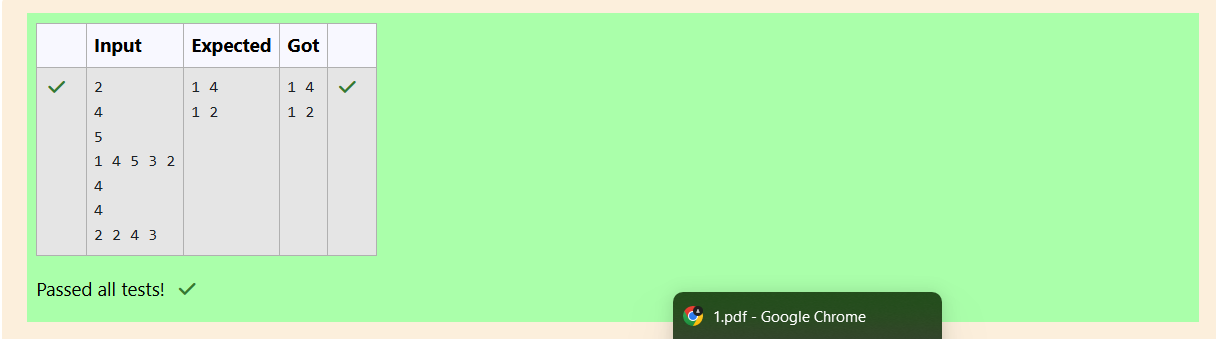 Input Expected Got
2 1 4 1 4
4 1 2 1 2
5
1 4 5 3 2
4
4
2 2 4 3
Passed all tests!
1.pdf - Google Chrome